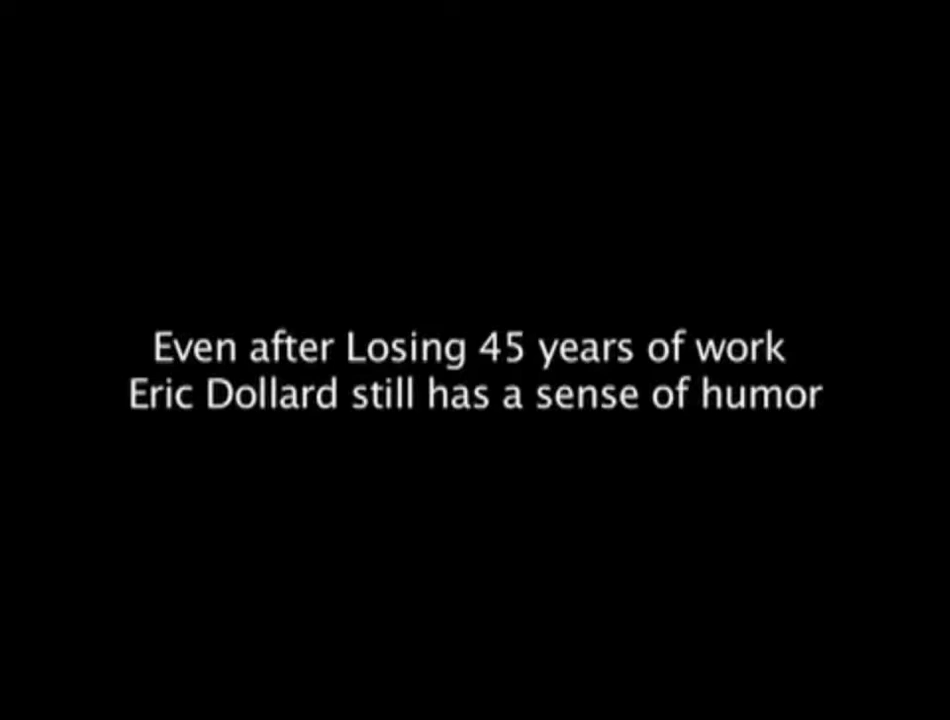 Even after Losing 45 years of work
Eric Dollard still has a sense of humor